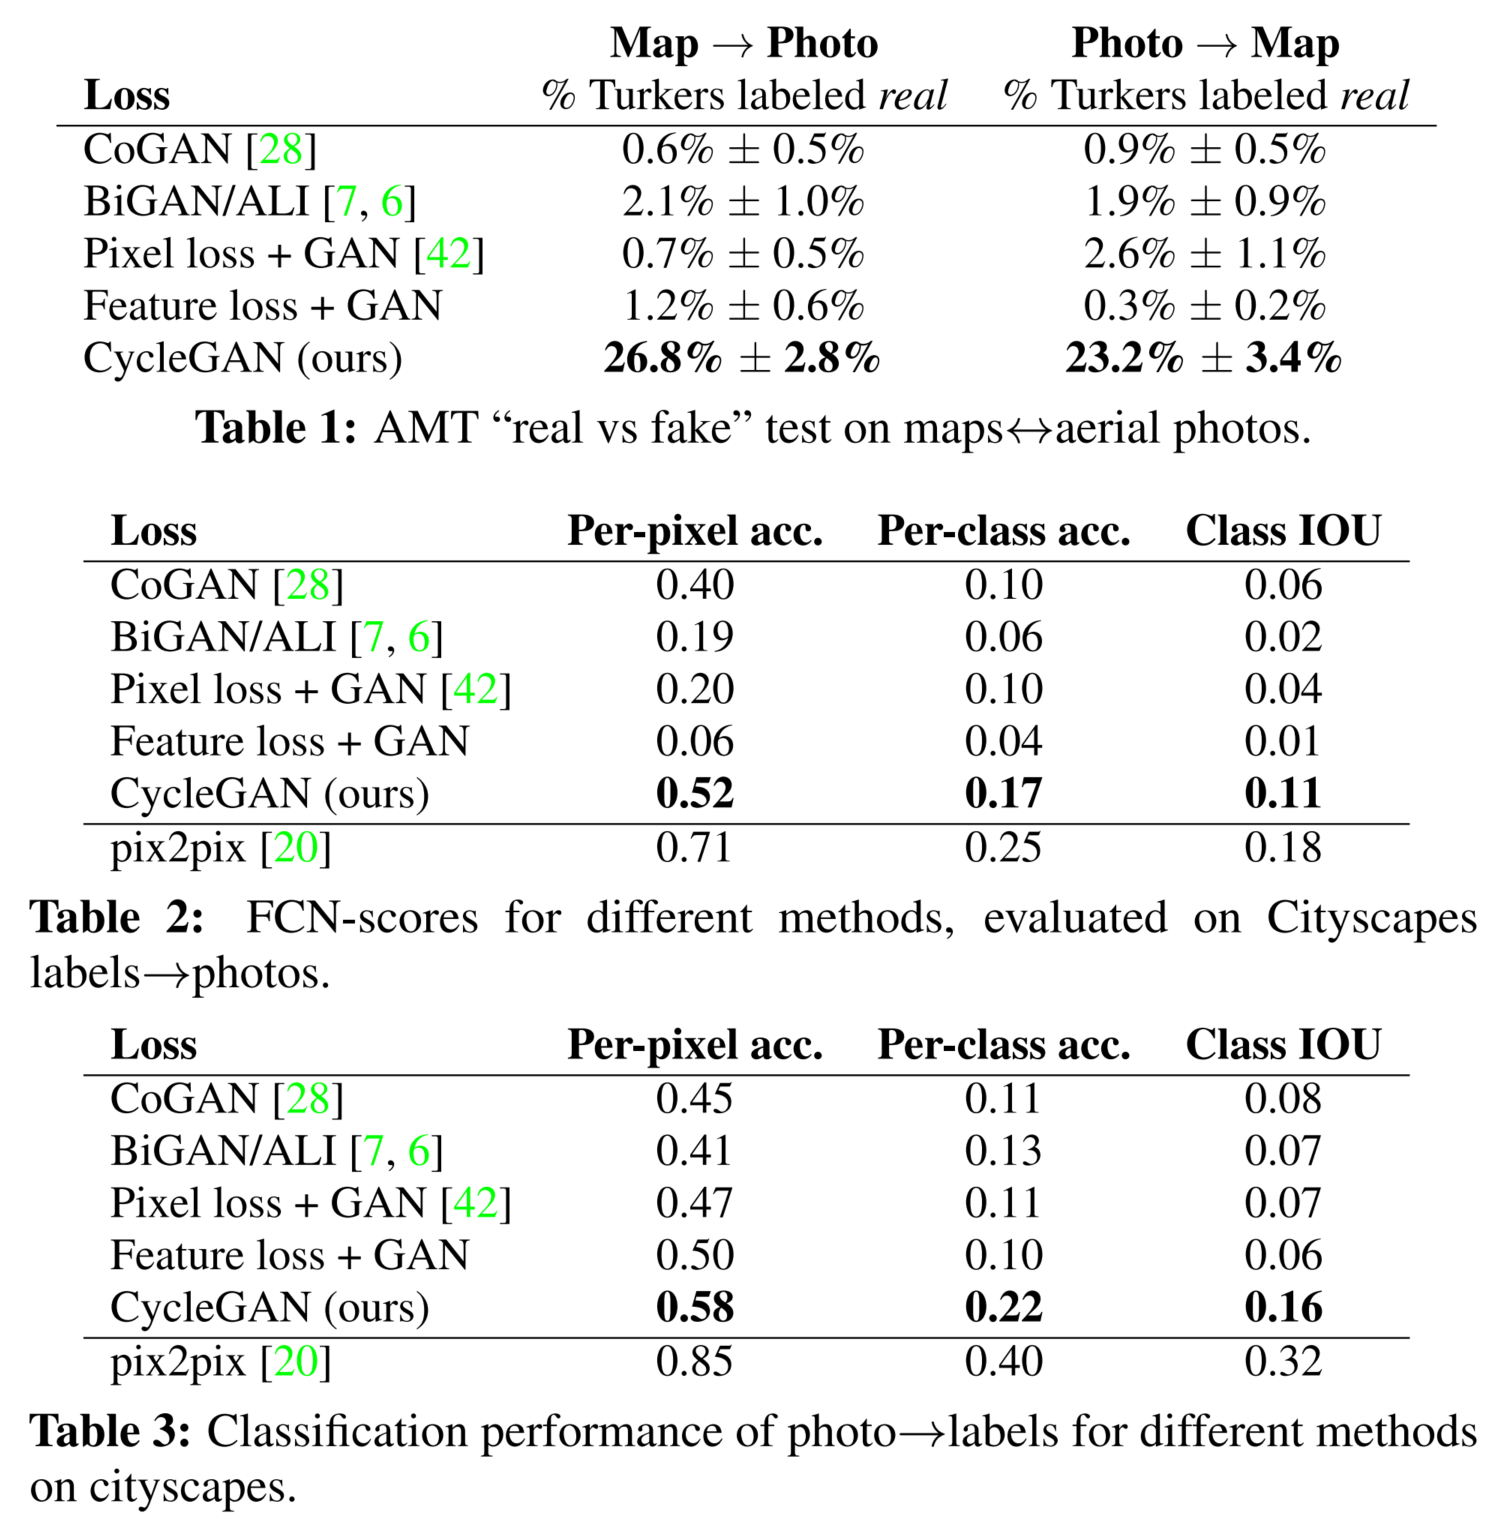 Map → Photo Photo → Map
Loss % Turkers labeled real % Turkers labeled real
CoGAN [28] 0.6% ± 0.5% 0.9% ± 0.5%
BiGAN/ALI [7, 6] 2.1% ± 1.0% 1.9% ± 0.9%
Pixel loss + GAN [42] 0.7% ± 0.5% 2.6% ± 1.1%
Feature loss + GAN 1.2% ± 0.6% 0.3% ± 0.2%
CycleGAN (ours) 26.8% ± 2.8% 23.2% ± 3.4%
Table 1: AMT “real vs fake” test on maps↔aerial photos.
Loss Per-pixel acc. Per-class acc. Class IOU
CoGAN [28] 0.40 0.10 0.06
BiGAN/ALI [7, 6] 0.19 0.06 0.02
Pixel loss + GAN [42] 0.20 0.10 0.04
Feature loss + GAN 0.06 0.04 0.01
CycleGAN (ours) 0.52 0.17 0.11
pix2pix [20] 0.71 0.25 0.18
Table 2: FCN-scores for different methods, evaluated on Cityscapes
labels→photos.
Loss Per-pixel acc. Per-class acc. Class IOU
CoGAN [28] 0.45 0.11 0.08
BiGAN/ALI [7, 6] 0.41 0.13 0.07
Pixel loss + GAN [42] 0.47 0.11 0.07
Feature loss + GAN 0.50 0.10 0.06
CycleGAN (ours) 0.58 0.22 0.16
pix2pix [20] 0.85 0.40 0.32
Table 3: Classification performance of photo→labels for different methods
on cityscapes.